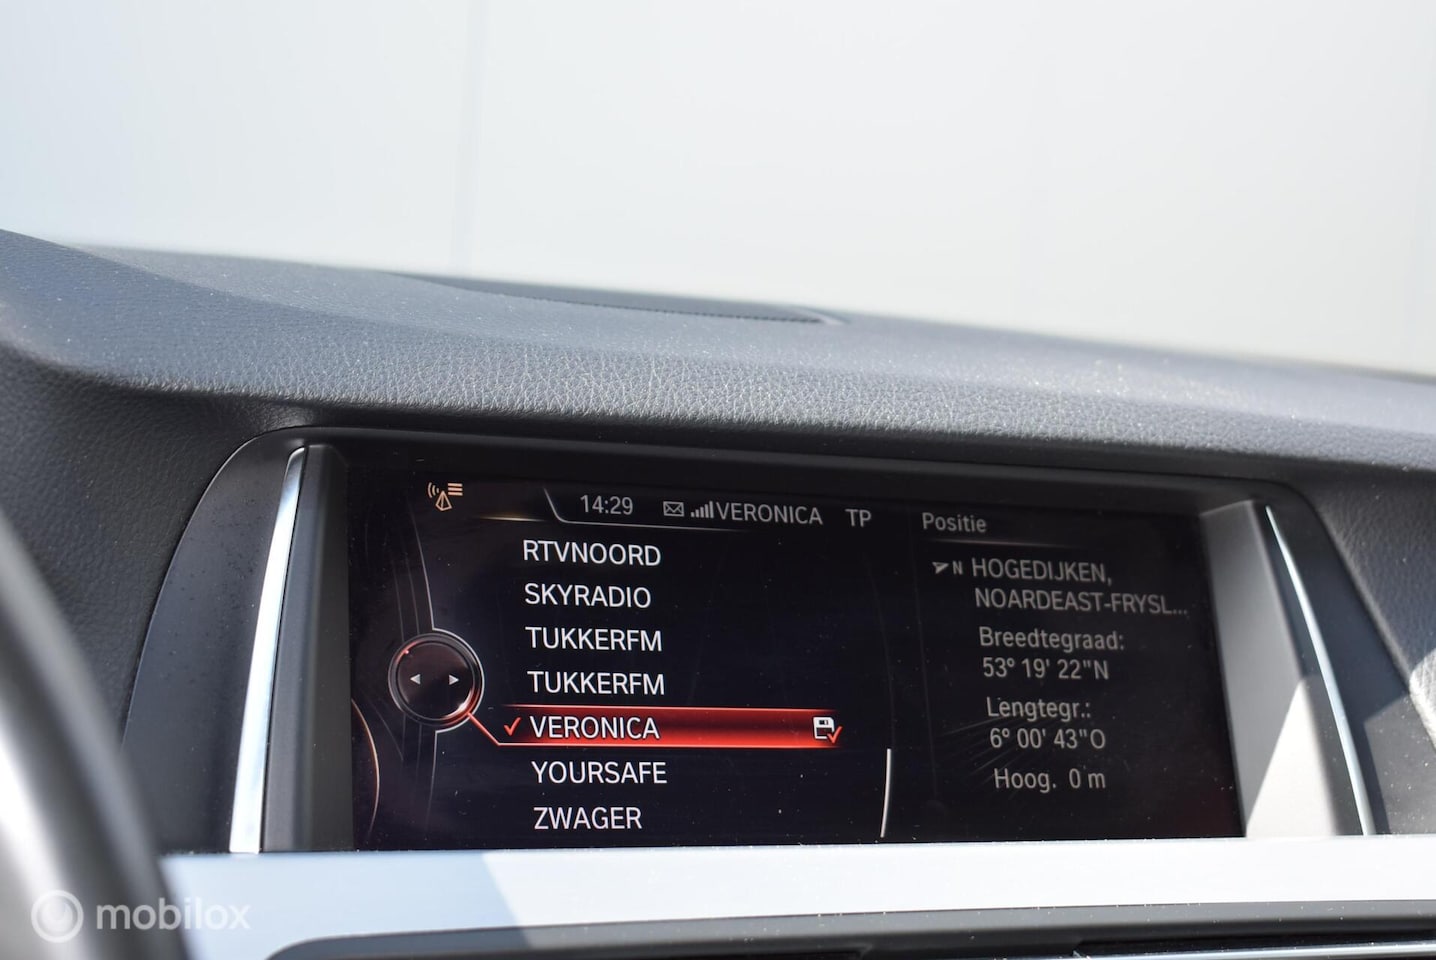 14:29 VERONICA TP
RTVNOORD
SKYRADIO
TUKKERFM
TUKKERFM
VERONICA
YOURSAFE
ZWAGER
Positie
N HOGEDIJKEN,
NOARDEAST-FRYSL...
Breedtegraad:
53° 19' 22"N
Lengtegr.:
6° 00' 43"O
Hoog. 0 m
mobilox